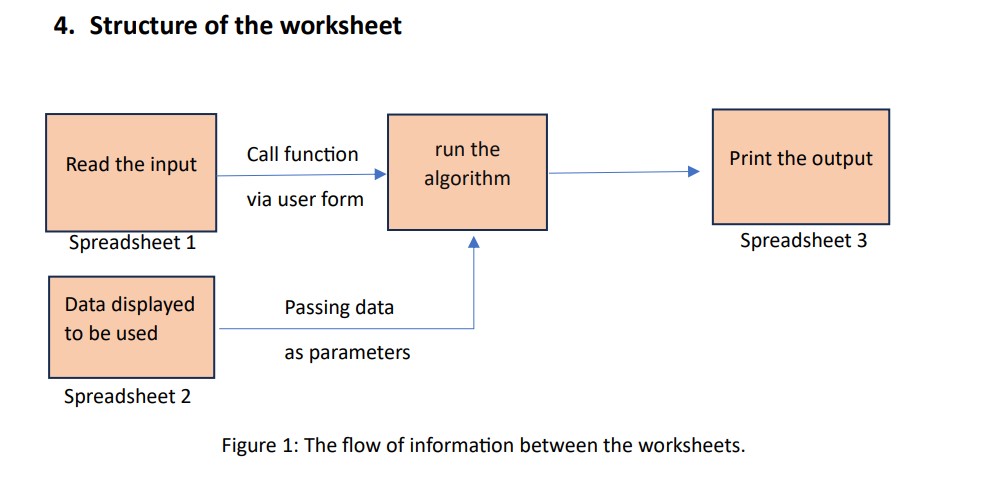 4. Structure of the worksheet
Read the input
Call function
via user form
run the
algorithm
Print the output
Spreadsheet 1
Spreadsheet 3
Data displayed
to be used
Passing data
as parameters
Spreadsheet 2
Figure 1: The flow of information between the worksheets.